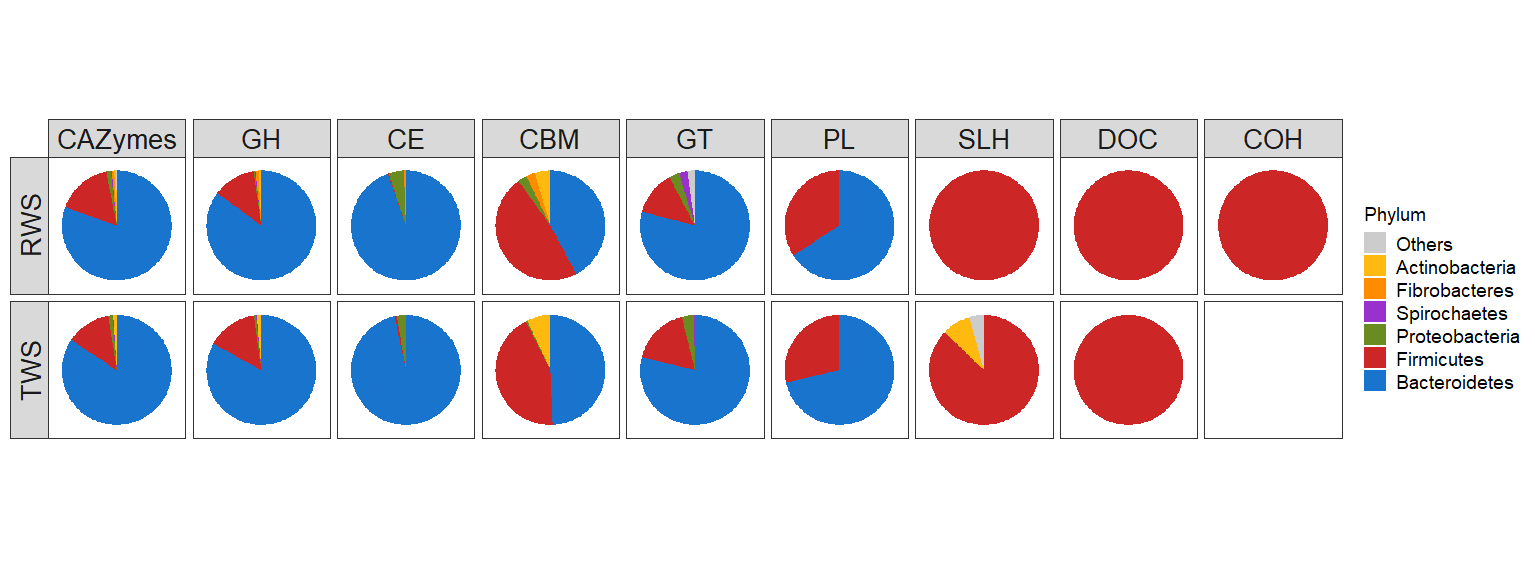 CAZymes GH CE CBM GT PL SLH DOC COH
RWS
TWS
Phylum
Others
Actinobacteria
Fibrobacteres
Spirochaetes
Proteobacteria
Firmicutes
Bacteroidetes